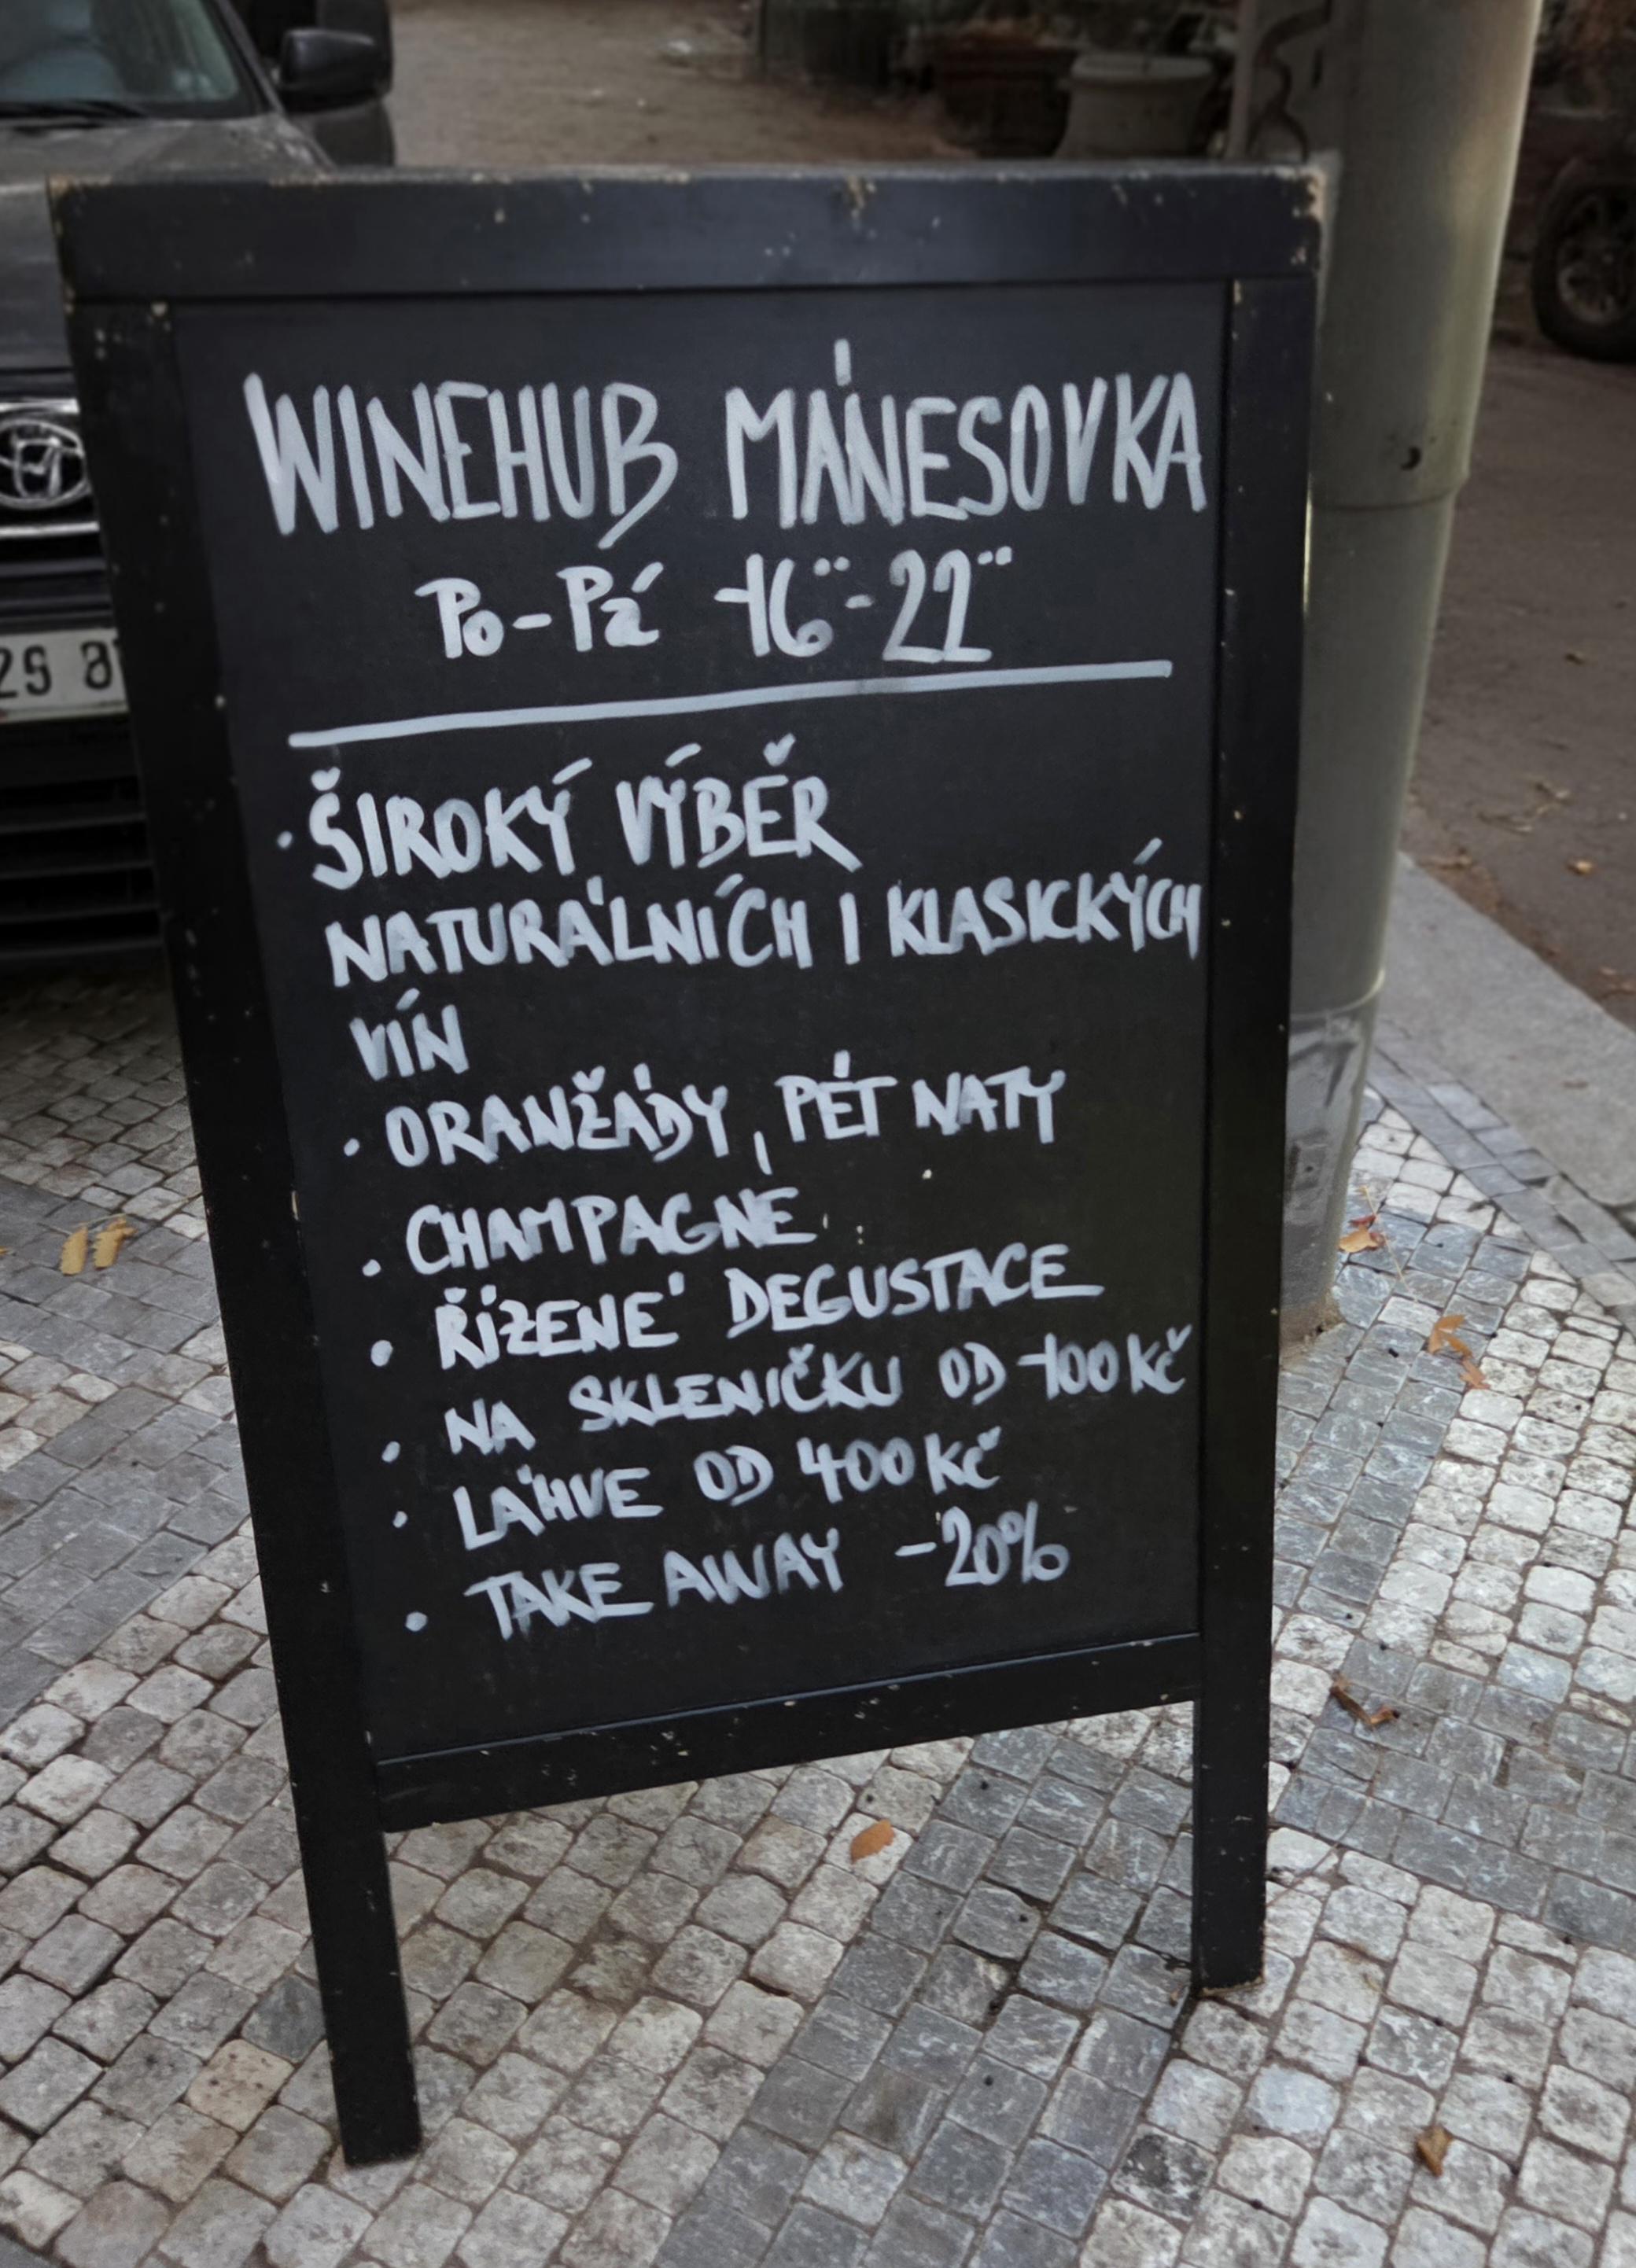 WINEHUB MÁNESOVKA
Po-Pá 16⁰⁰-22⁰⁰
· ŠIROKÝ VÝBĚR
NATURÁLNÍCH I KLASICKÝCH
VÍN
· ORANŽÁDY, PÉT NATY
· CHAMPAGNE
· ŘÍZENÉ DEGUSTACE
· NA SKLENIČKU OD 100 Kč
· LÁHVE OD 400 Kč
· TAKE AWAY -20%